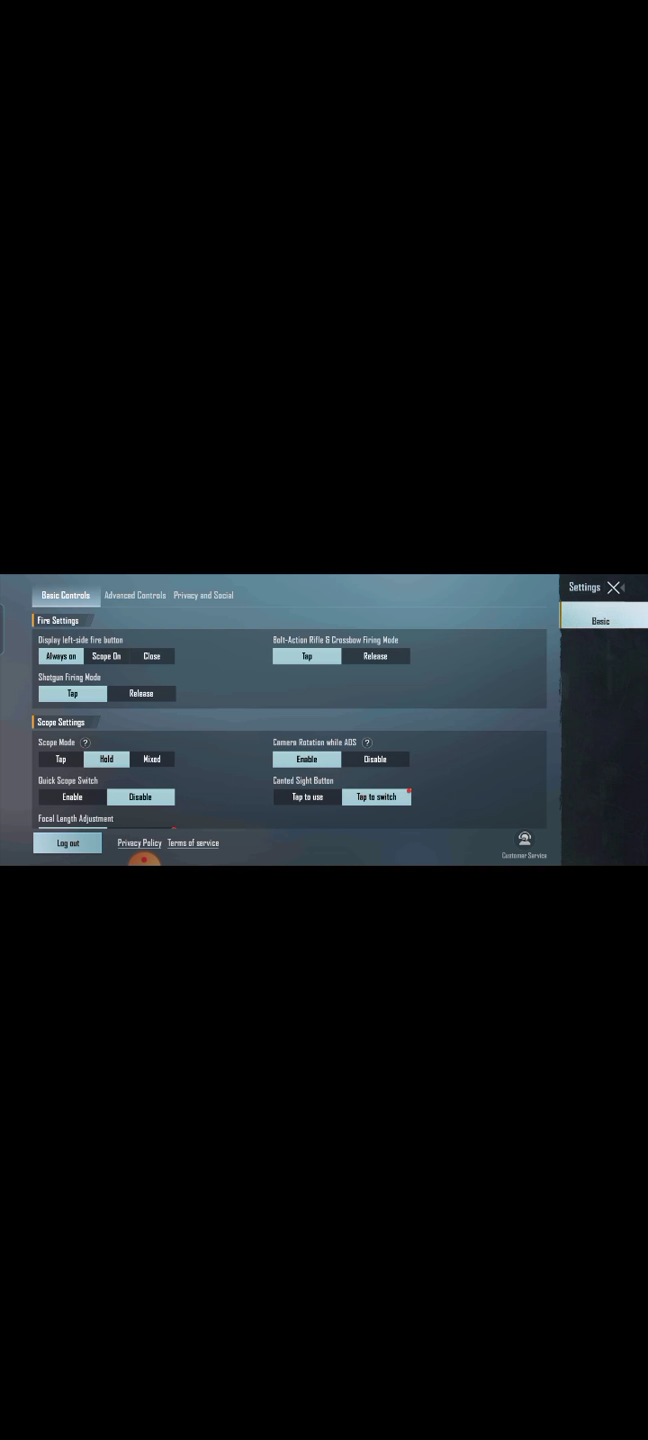 Basic Controls Advanced Controls Privacy and Social
Settings
Basic
Fire Settings
Display left-side fire button
Always on Scope On Close
Bolt-Action Rifle & Crossbow Firing Mode
Tap Release
Shotgun Firing Mode
Tap Release
Scope Settings
Scope Mode ?
Tap Hold Mixed
Camera Rotation while ADS ?
Enable Disable
Quick Scope Switch
Enable Disable
Canted Sight Button
Tap to use Tap to switch
Focal Length Adjustment
Log out Privacy Policy Terms of service
Customer Service